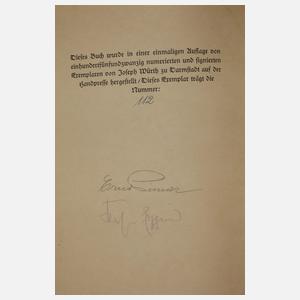 Dieses Buch wurde in einer einmaligen Auflage von
einhundertfünfundzwanzig numerierten und signierten
Exemplaren von Joseph Würth zu Darmstadt auf der
Handpresse hergestellt / Dieses Exemplar trägt die
Nummer:
112
Ernst